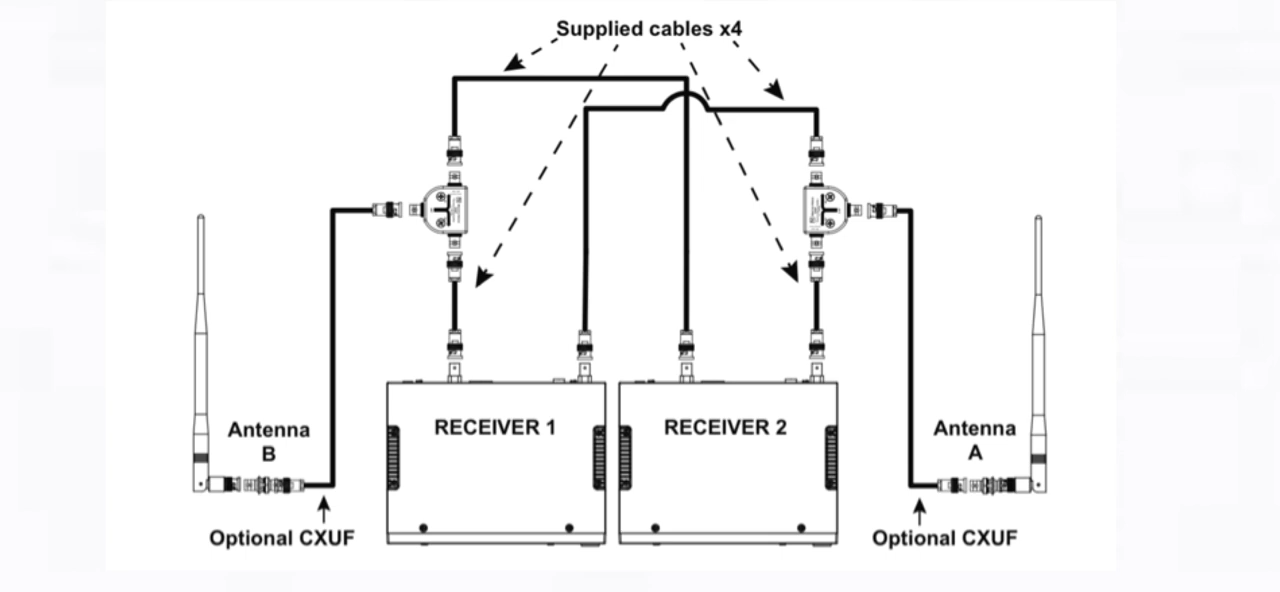 Supplied cables x4
RECEIVER 1
RECEIVER 2
Antenna
B
Antenna
A
Optional CXUF
Optional CXUF